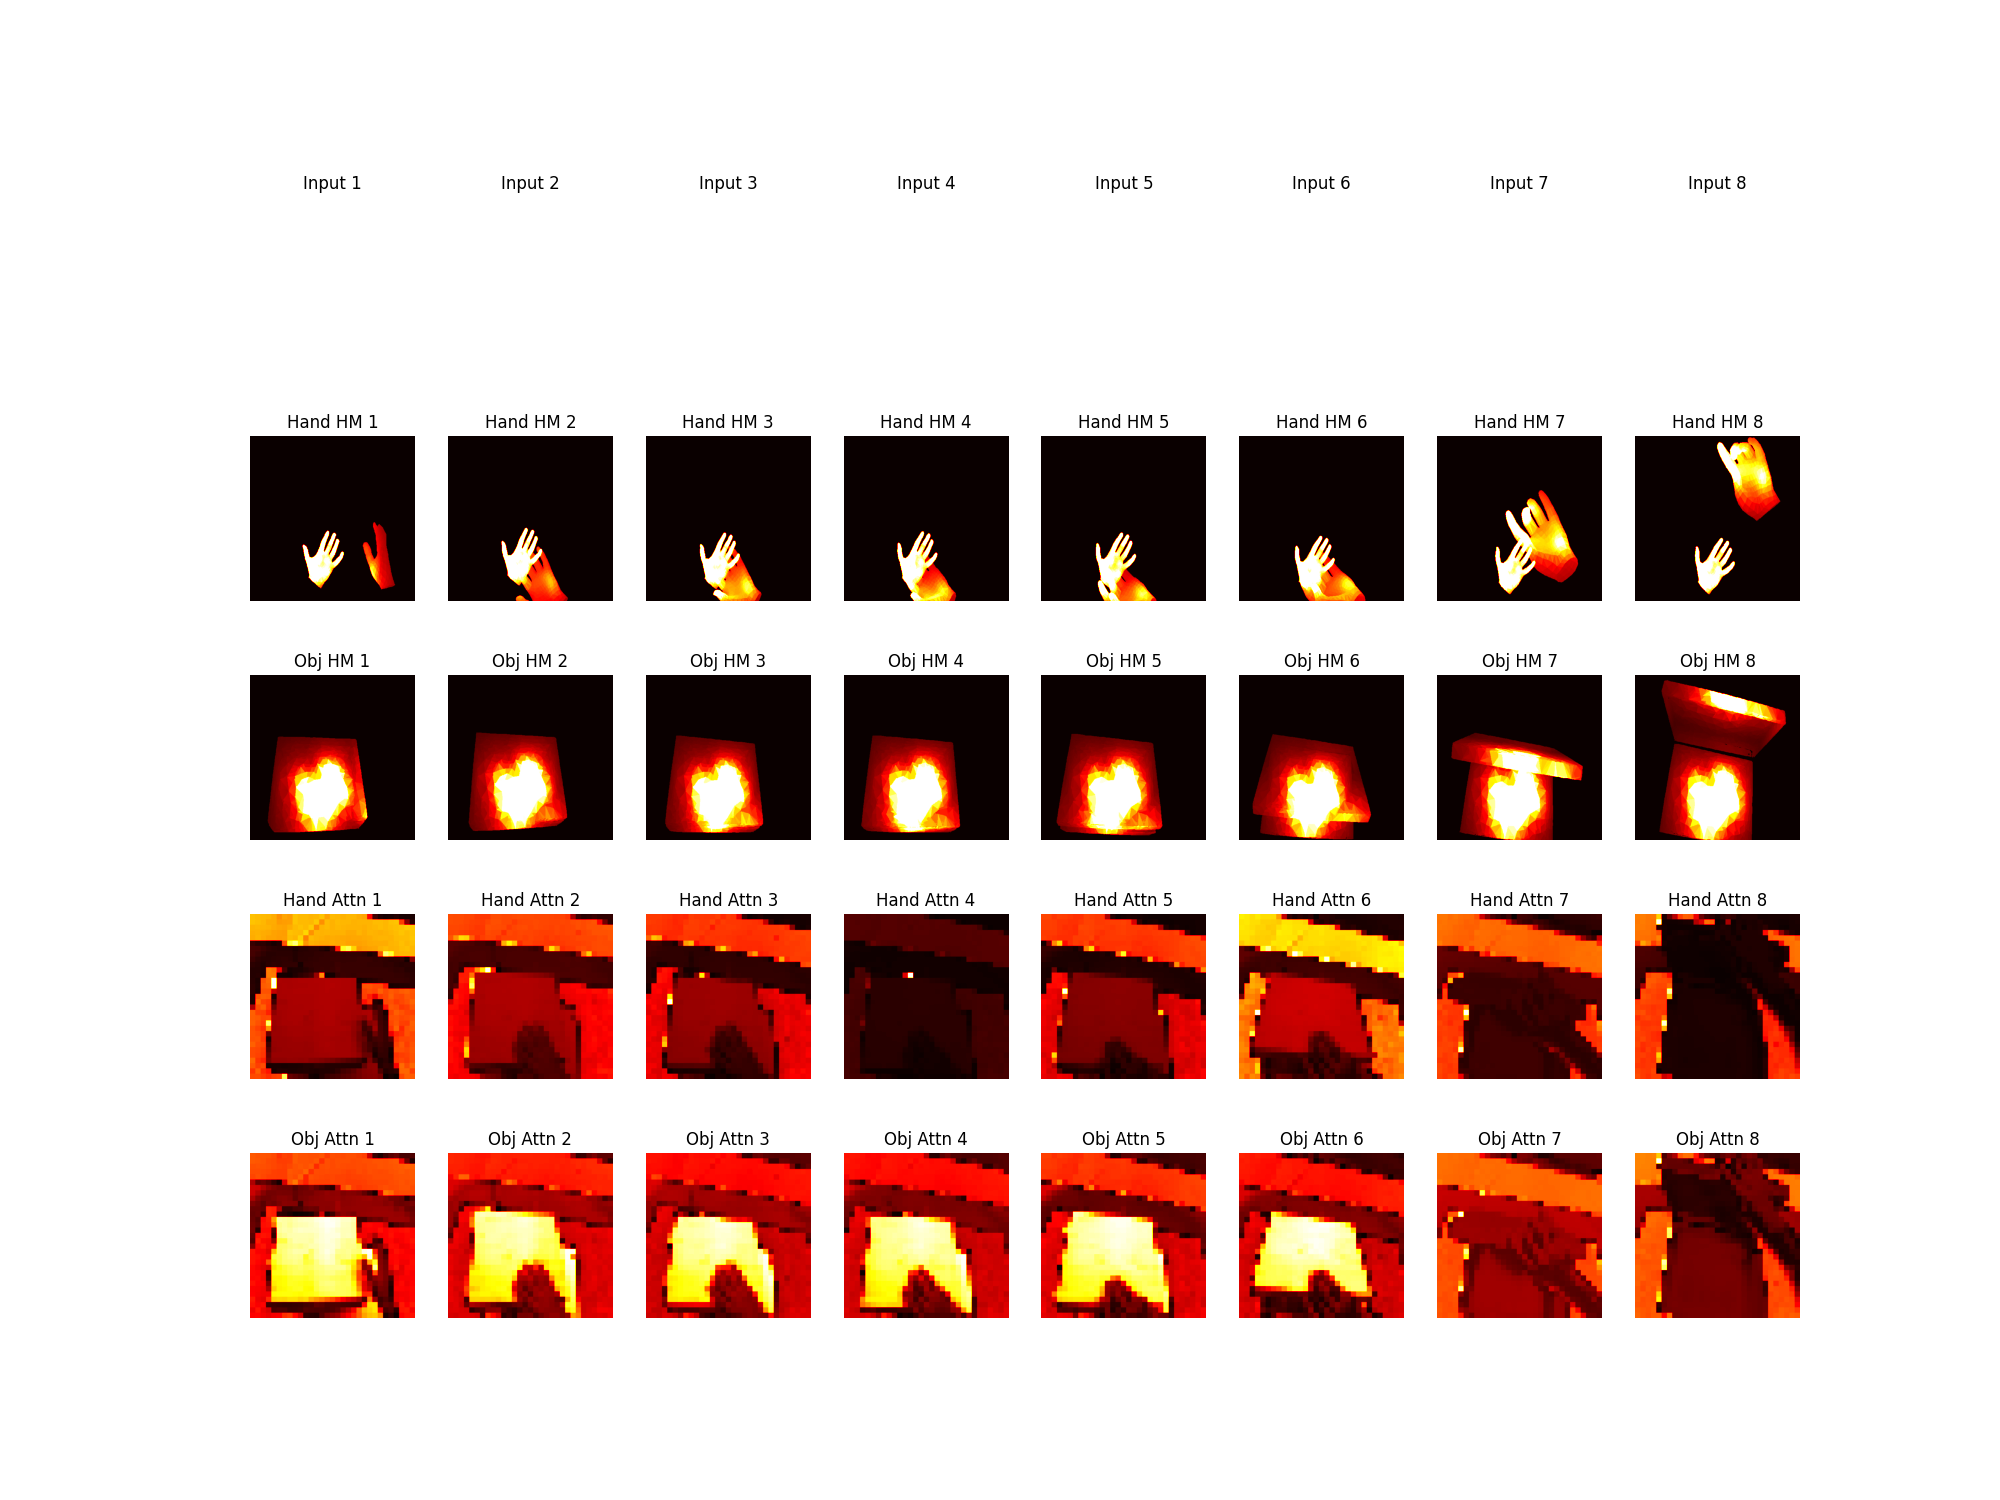 Input 1 Input 2 Input 3 Input 4 Input 5 Input 6 Input 7 Input 8
Hand HM 1 Hand HM 2 Hand HM 3 Hand HM 4 Hand HM 5 Hand HM 6 Hand HM 7 Hand HM 8
Obj HM 1 Obj HM 2 Obj HM 3 Obj HM 4 Obj HM 5 Obj HM 6 Obj HM 7 Obj HM 8
Hand Attn 1 Hand Attn 2 Hand Attn 3 Hand Attn 4 Hand Attn 5 Hand Attn 6 Hand Attn 7 Hand Attn 8
Obj Attn 1 Obj Attn 2 Obj Attn 3 Obj Attn 4 Obj Attn 5 Obj Attn 6 Obj Attn 7 Obj Attn 8